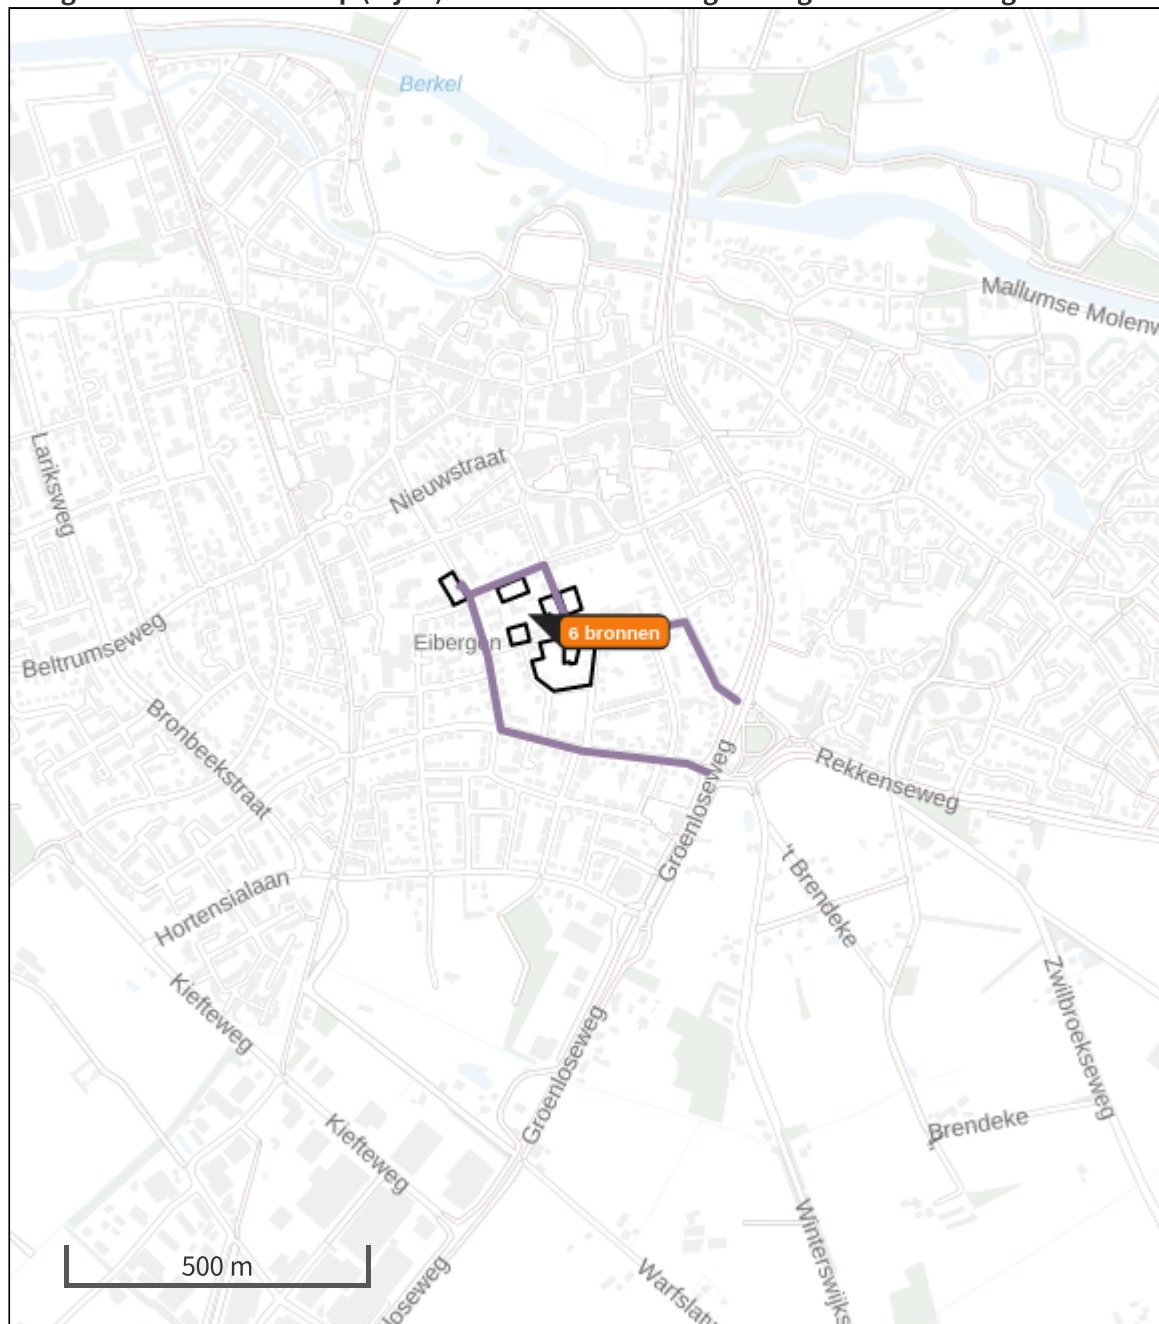 Berkel
Mallumse Molenw
Lariksweg
Nieuwstraat
Beltrumseweg
Eibergen
6 bronnen
Bronbeekstraat
Groenloseweg
Rekkenseweg
't Brendeke
Hortensialaan
Kiefteweg
Zwilbroekseweg
Groenloseweg
Kiefteweg
Brendeke
Winterswijks
500 m
Warfslatw
loseweg